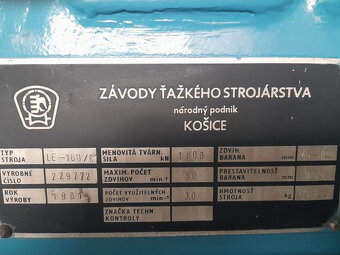 ZÁVODY ŤAŽKÉHO STROJÁRSTVA
národný podnik
KOŠICE
TYP STROJA LE-160/C MENOVITÁ TVÁRN. SILA kN 1600 ZDVIH BARANA mm
VÝROBNÉ ČÍSLO 229772 MAXIM. POČET ZDVIHOV min-1 PRESTAVITEĽNOSŤ BARANA mm
ROK VÝROBY 1981 POČET VYUŽITEĽNÝCH ZDVIHOV min-1 30 HMOTNOSŤ STROJA kg
ZNAČKA TECHN. KONTROLY